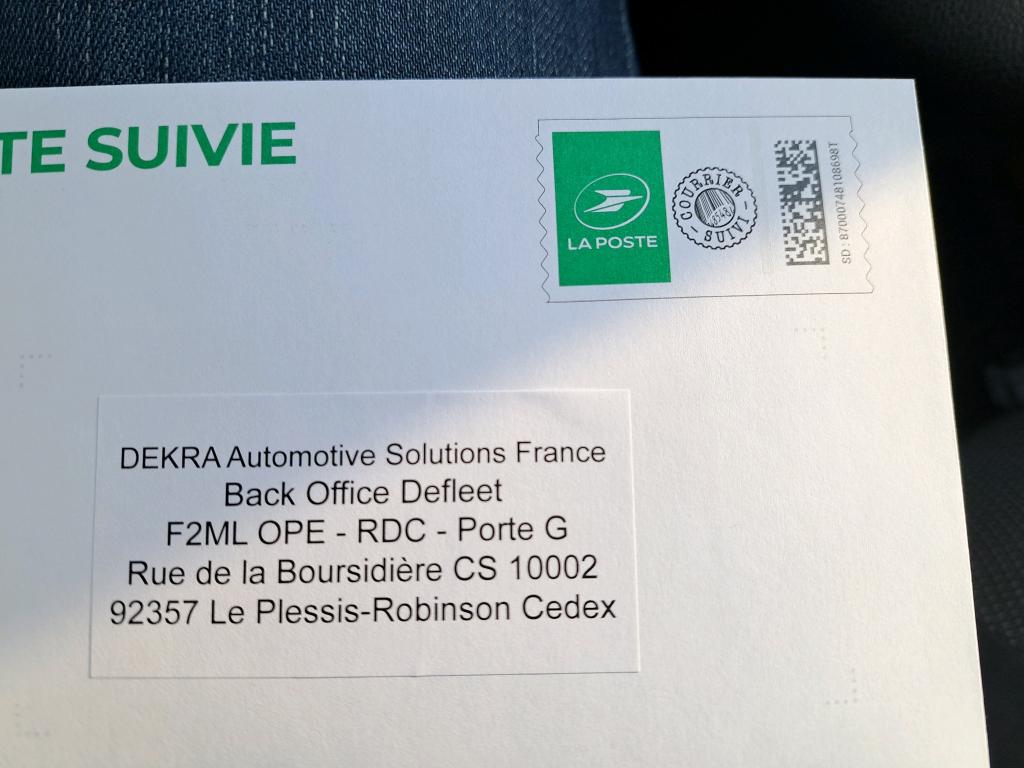 TE SUIVIE
LA POSTE
COURRIER
SUIVI
SD : 87000748108698T
DEKRA Automotive Solutions France
Back Office Defleet
F2ML OPE - RDC - Porte G
Rue de la Boursidière CS 10002
92357 Le Plessis-Robinson Cedex